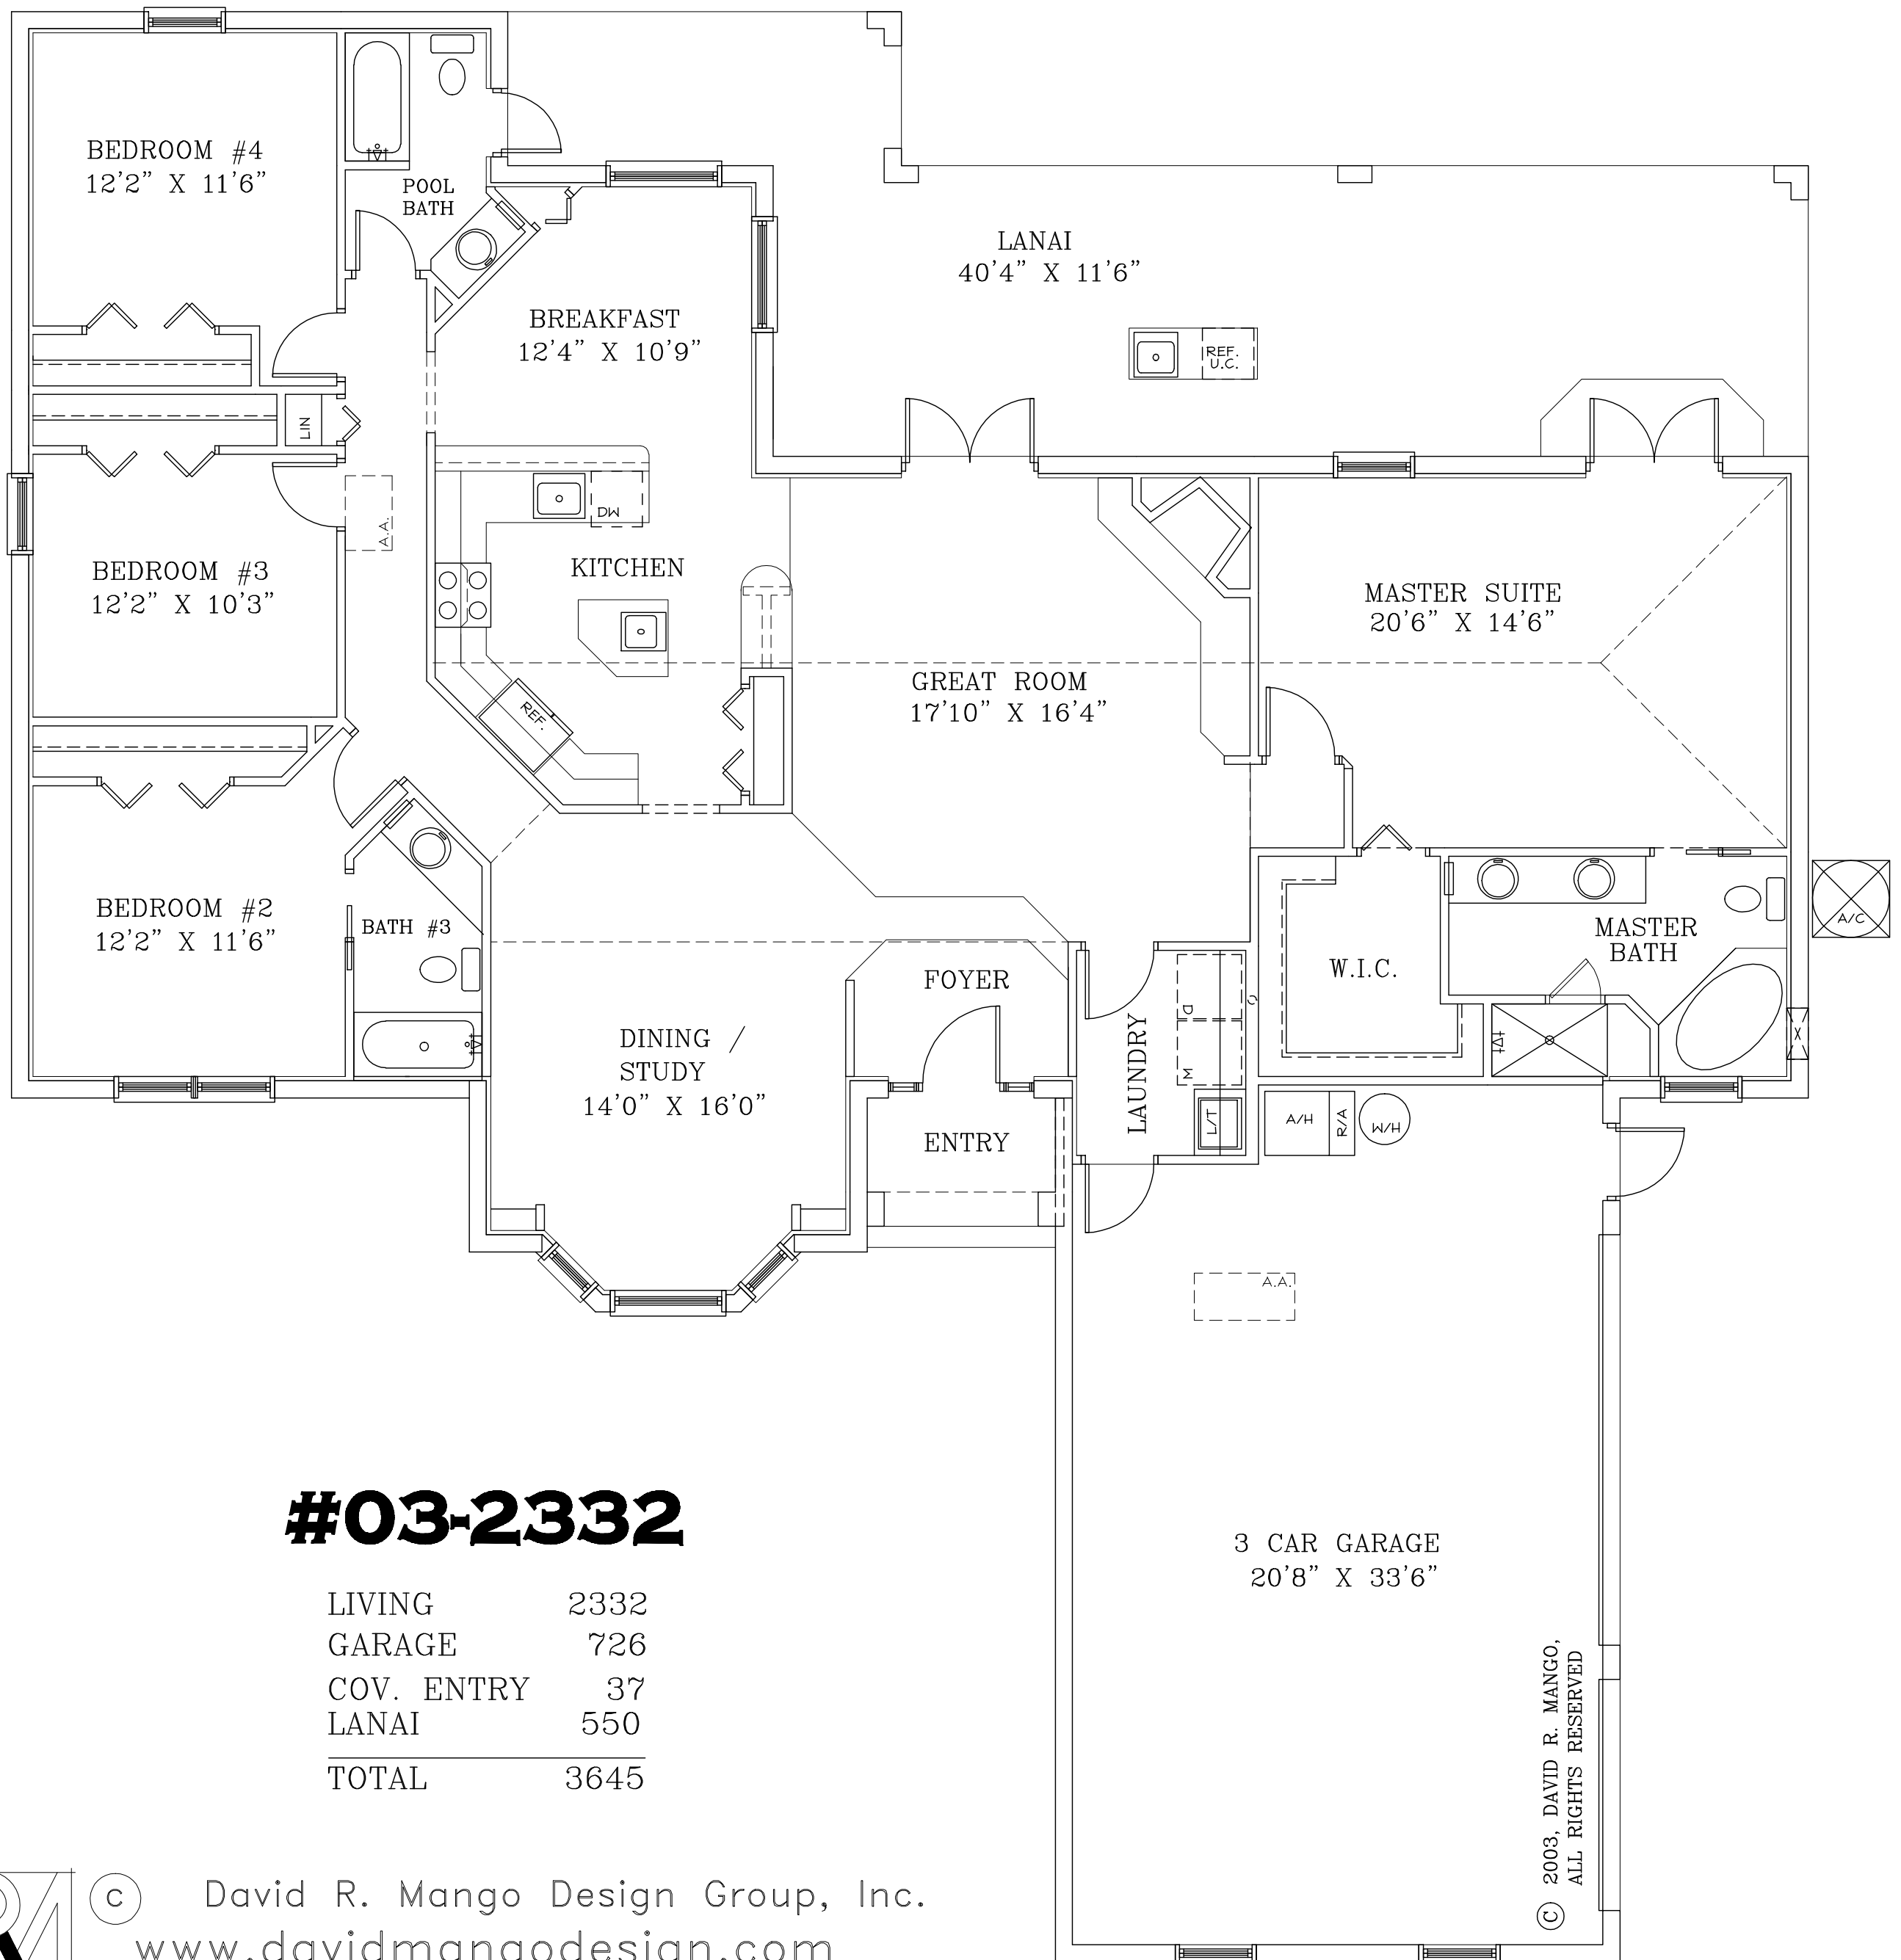 BEDROOM #4
12'2" X 11'6"
POOL
BATH
LANAI
40'4" X 11'6"
BREAKFAST
12'4" X 10'9"
REF.
U.C.
LIN
A.A.
DW
BEDROOM #3
12'2" X 10'3"
KITCHEN
MASTER SUITE
20'6" X 14'6"
GREAT ROOM
17'10" X 16'4"
REF.
BEDROOM #2
12'2" X 11'6"
BATH #3
MASTER
BATH
A/C
W.I.C.
FOYER
D
M
LAUNDRY
L/T
DINING /
STUDY
14'0" X 16'0"
ENTRY
A/H
R/A
W/H
A.A.
3 CAR GARAGE
20'8" X 33'6"
#03-2332
LIVING 2332
GARAGE 726
COV. ENTRY 37
LANAI 550
TOTAL 3645
© 2003, DAVID R. MANGO,
ALL RIGHTS RESERVED
© David R. Mango Design Group, Inc.
www.davidmangodesign.com